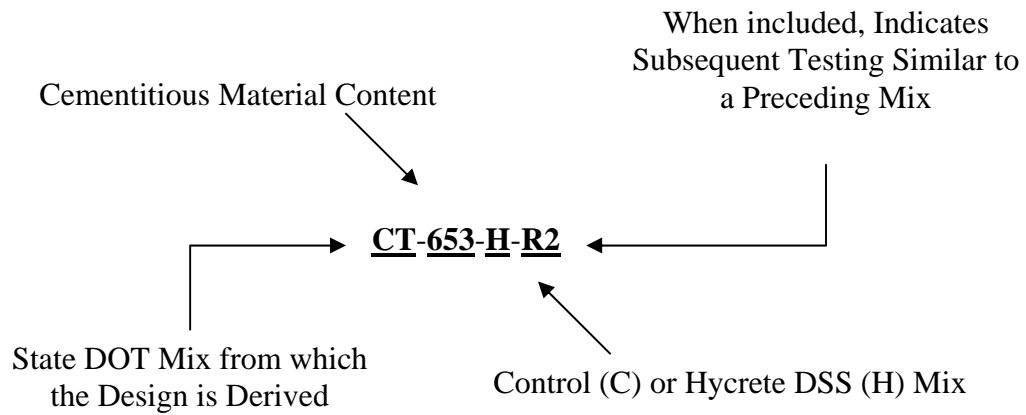 When included, Indicates
Subsequent Testing Similar to
a Preceding Mix
Cementitious Material Content
CT-653-H-R2
State DOT Mix from which
the Design is Derived
Control (C) or Hycrete DSS (H) Mix